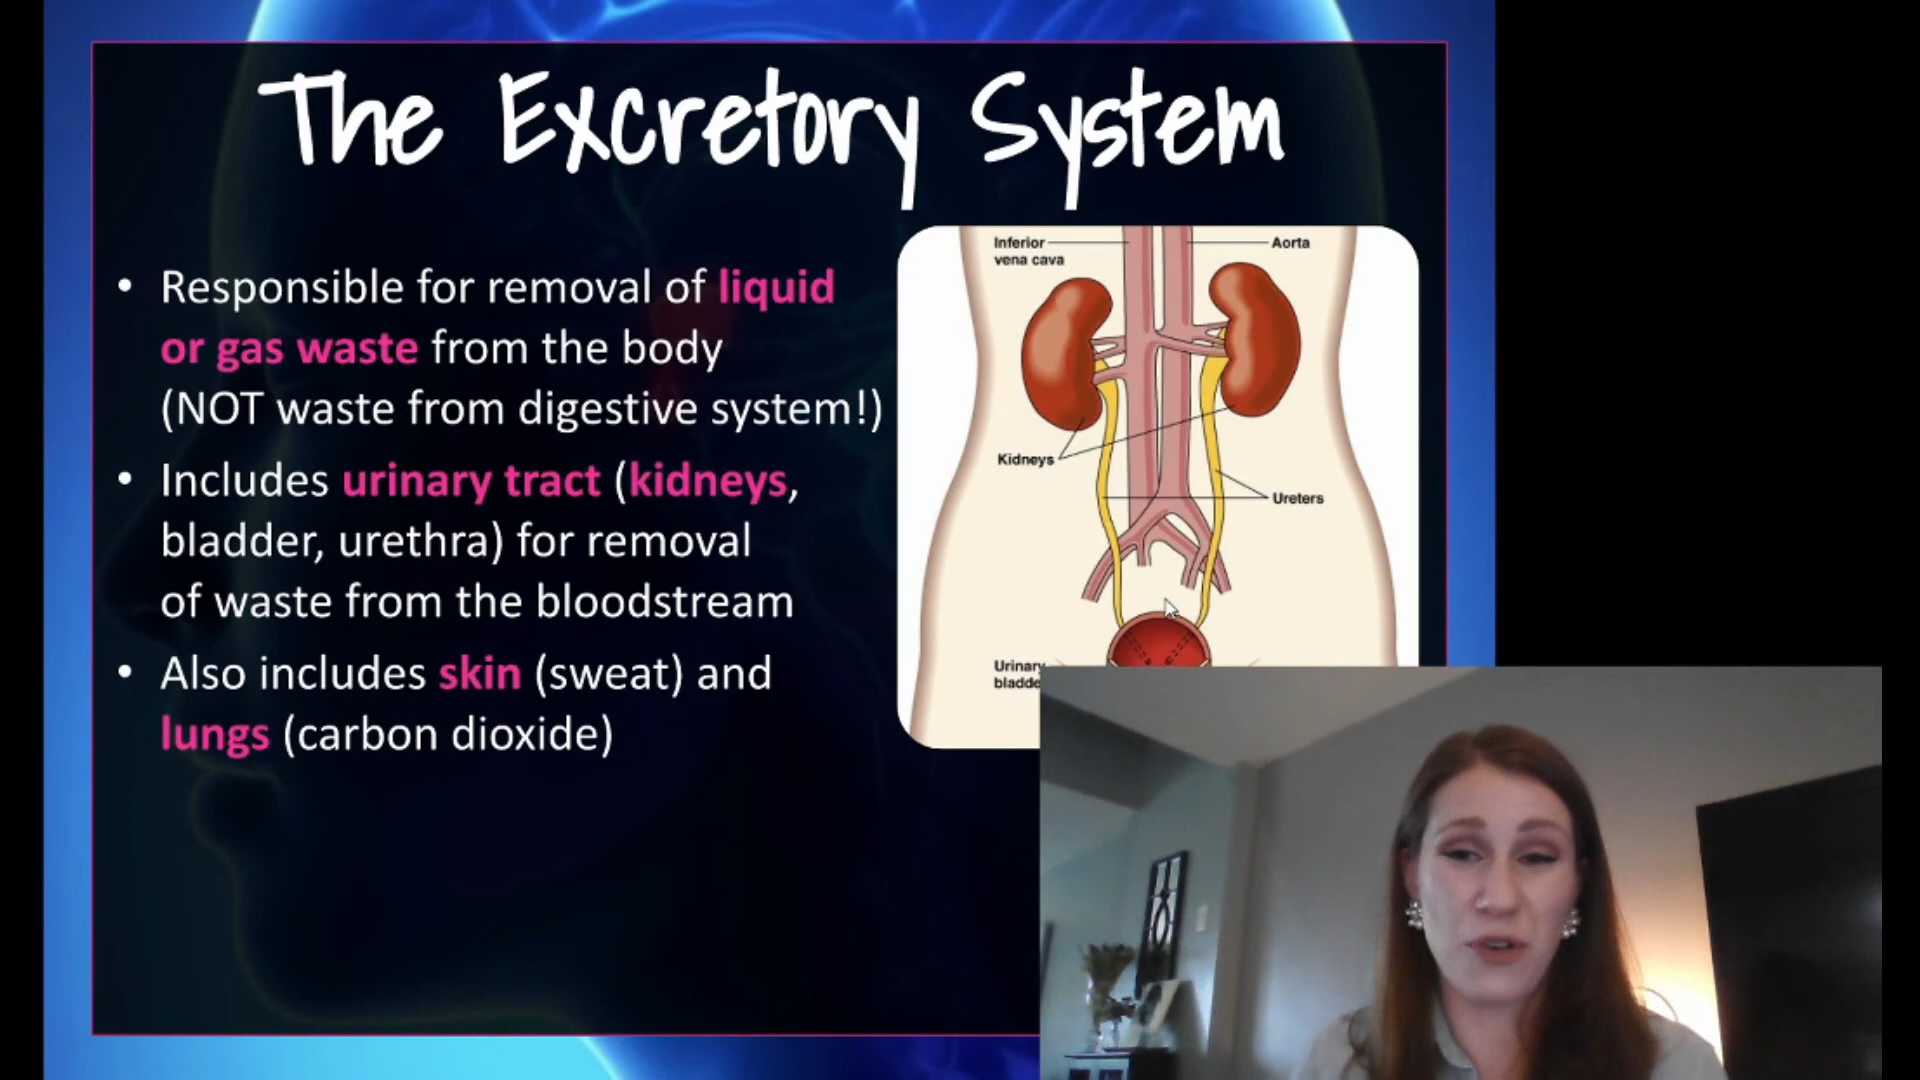 The Excretory System
• Responsible for removal of liquid
or gas waste from the body
(NOT waste from digestive system!)
• Includes urinary tract (kidneys,
bladder, urethra) for removal
of waste from the bloodstream
• Also includes skin (sweat) and
lungs (carbon dioxide)
Inferior
vena cava
Aorta
Kidneys
Ureters
Urinary
bladde